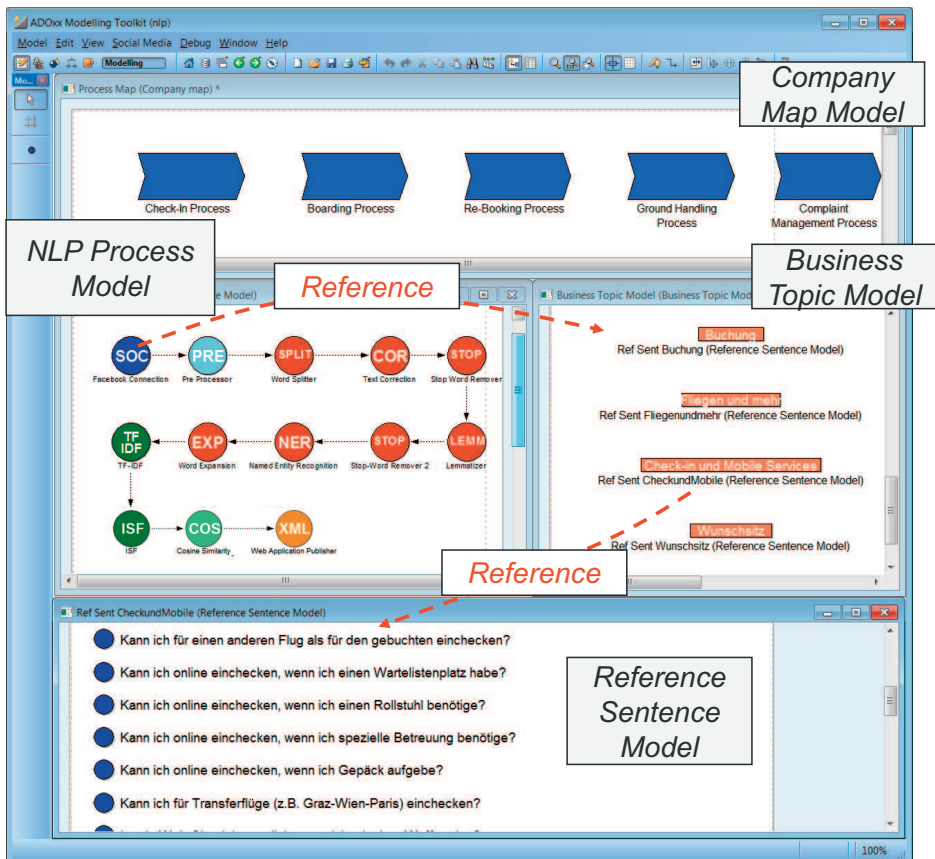 ADOxx Modelling Toolkit (nlp)
Model Edit View Social Media Debug Window Help
Modelling
Mo...
Process Map (Company map) *
Company
Map Model
Check-In Process
Boarding Process
Re-Booking Process
Ground Handling
Process
Complaint
Management Process
NLP Process
Model
Reference
Business
Topic Model
Model)
Business Topic Model (Business Topic Mod
SOC
Facebook Connection
PRE
Pre Processor
SPLIT
Word Splitter
COR
Text Correction
STOP
Stop Word Remover
TF
IDF
TF-IDF
EXP
Word Expansion
NER
Named Entity Recognition
STOP
Stop-Word Remover 2
LEMM
Lemmatizer
ISF
ISF
COS
Cosine Similarity
XML
Web Application Publisher
Buchung
Ref Sent Buchung (Reference Sentence Model)
Fliegen und mehr
Ref Sent Fliegenundmehr (Reference Sentence Model)
Check-in und Mobile Services
Ref Sent CheckundMobile (Reference Sentence Model)
Wunschsitz
Ref Sent Wunschsitz (Reference Sentence Model)
Reference
Ref Sent CheckundMobile (Reference Sentence Model)
Kann ich für einen anderen Flug als für den gebuchten einchecken?
Kann ich online einchecken, wenn ich einen Wartelistenplatz habe?
Kann ich online einchecken, wenn ich einen Rollstuhl benötige?
Kann ich online einchecken, wenn ich spezielle Betreuung benötige?
Kann ich online einchecken, wenn ich Gepäck aufgebe?
Kann ich für Transferflüge (z.B. Graz-Wien-Paris) einchecken?
Reference
Sentence
Model
100%